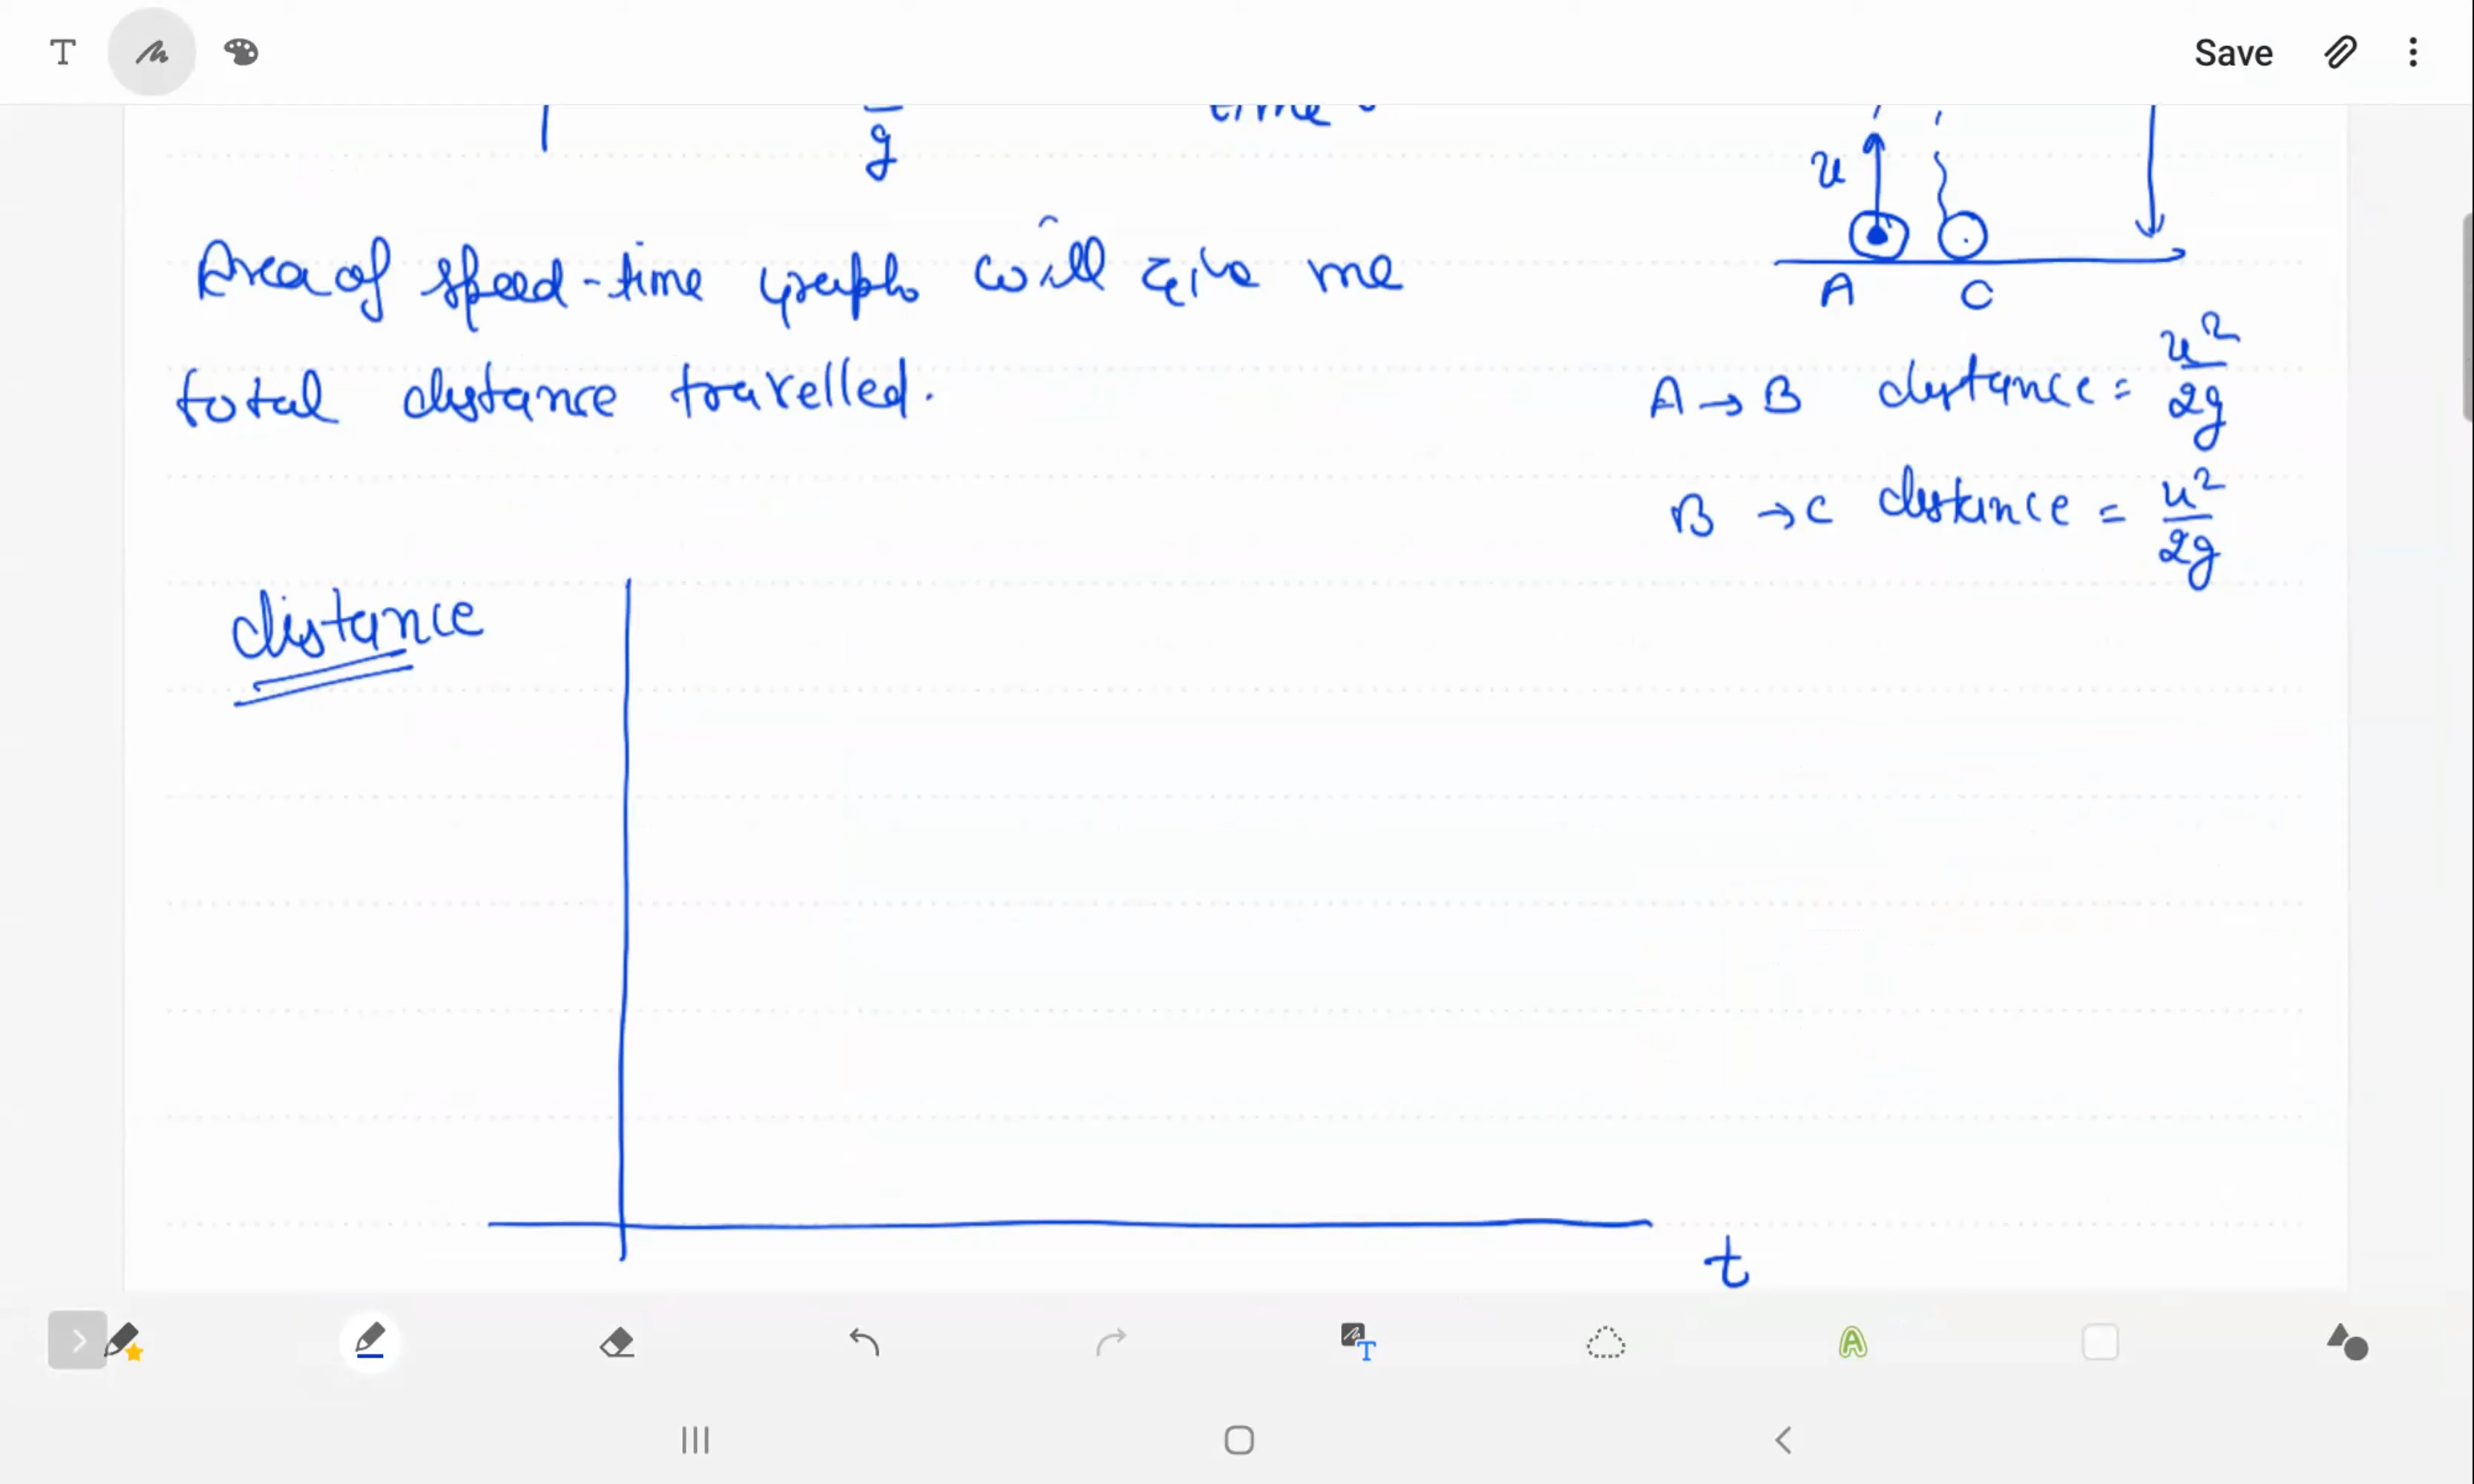 Save
g
time
u
Area of speed-time graph will give me
A C
total distance travelled.
A → B distance = u²/2g
B → C distance = u²/2g
distance
t